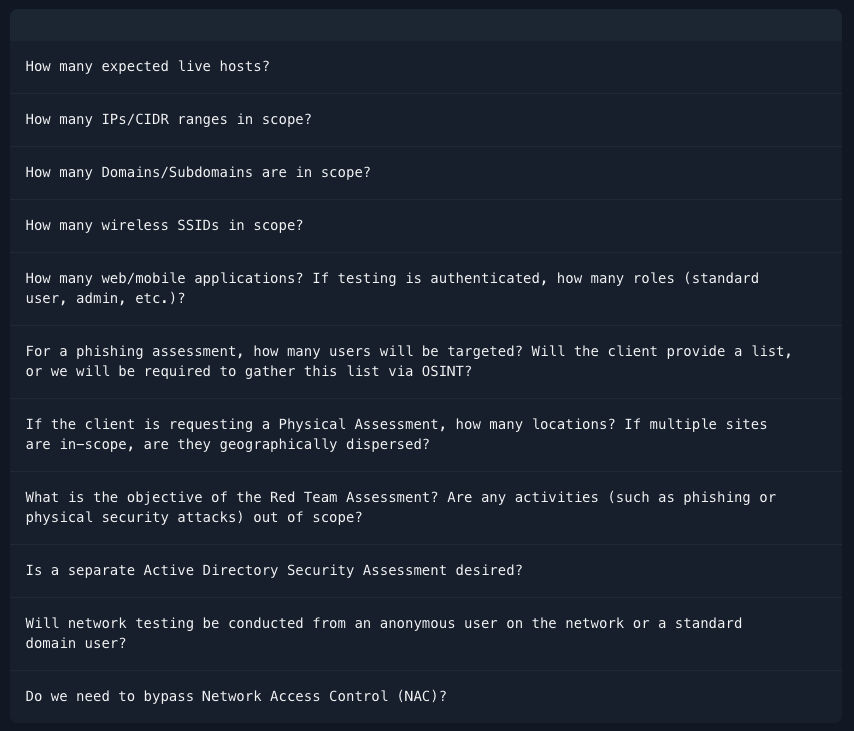 How many expected live hosts?
How many IPs/CIDR ranges in scope?
How many Domains/Subdomains are in scope?
How many wireless SSIDs in scope?
How many web/mobile applications? If testing is authenticated, how many roles (standard
user, admin, etc.)?
For a phishing assessment, how many users will be targeted? Will the client provide a list,
or we will be required to gather this list via OSINT?
If the client is requesting a Physical Assessment, how many locations? If multiple sites
are in-scope, are they geographically dispersed?
What is the objective of the Red Team Assessment? Are any activities (such as phishing or
physical security attacks) out of scope?
Is a separate Active Directory Security Assessment desired?
Will network testing be conducted from an anonymous user on the network or a standard
domain user?
Do we need to bypass Network Access Control (NAC)?